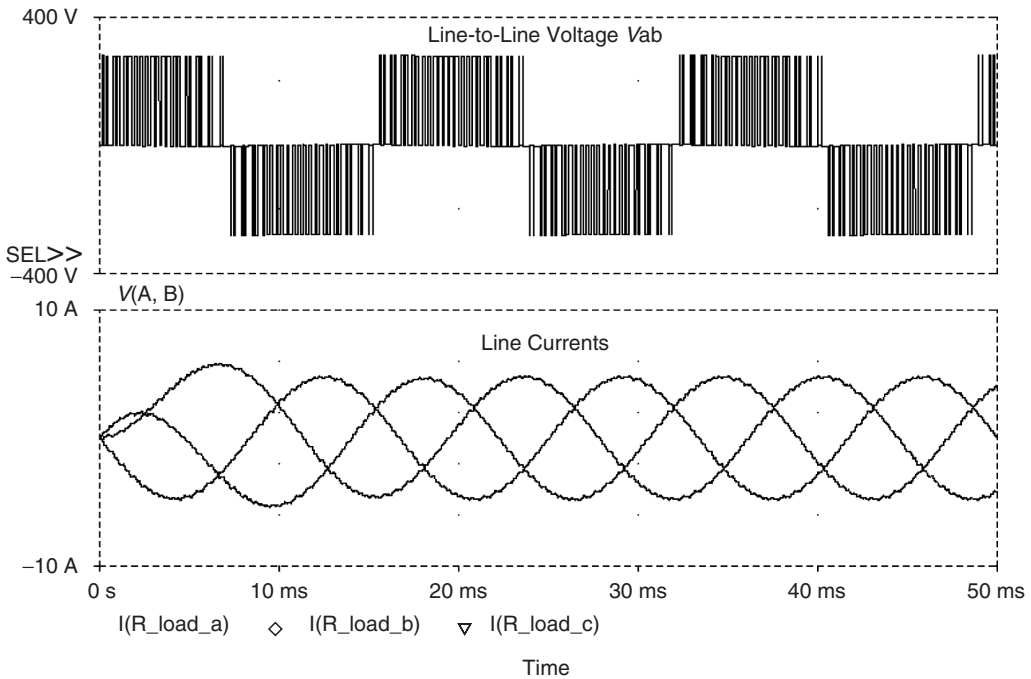 400 V
Line-to-Line Voltage Vab
SEL>>
−400 V
V(A, B)
10 A
Line Currents
−10 A
0 s 10 ms 20 ms 30 ms 40 ms 50 ms
I(R_load_a) ◇ I(R_load_b) ▽ I(R_load_c)
Time